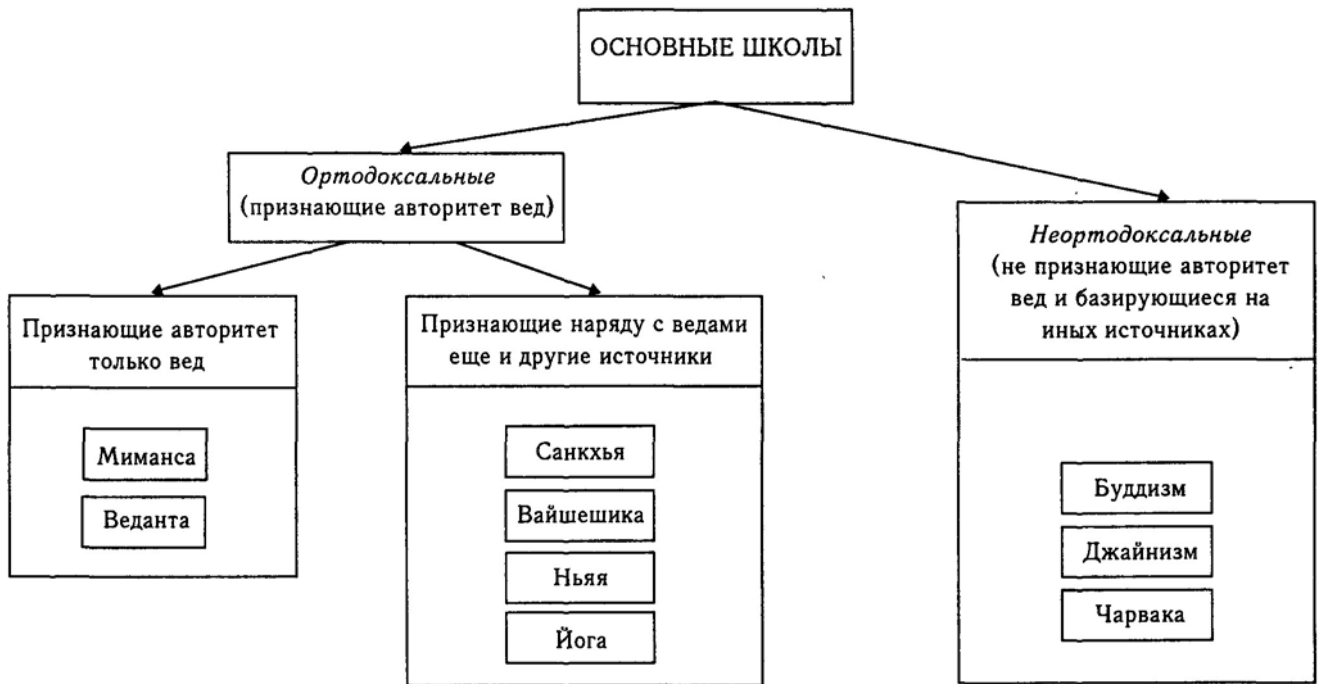 ОСНОВНЫЕ ШКОЛЫ
Ортодоксальные
(признающие авторитет вед)
Признающие авторитет
только вед
Миманса
Веданта
Признающие наряду с ведами
еще и другие источники
Санкхья
Вайшешика
Ньяя
Йога
Неортодоксальные
(не признающие авторитет
вед и базирующиеся на
иных источниках)
Буддизм
Джайнизм
Чарвака